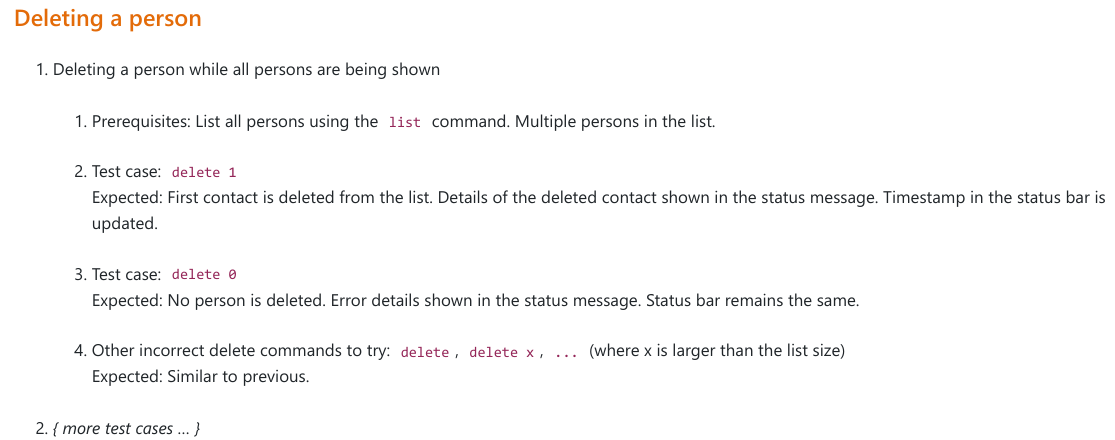 Deleting a person
1. Deleting a person while all persons are being shown
1. Prerequisites: List all persons using the list command. Multiple persons in the list.
2. Test case: delete 1
Expected: First contact is deleted from the list. Details of the deleted contact shown in the status message. Timestamp in the status bar is
updated.
3. Test case: delete 0
Expected: No person is deleted. Error details shown in the status message. Status bar remains the same.
4. Other incorrect delete commands to try: delete, delete x, ... (where x is larger than the list size)
Expected: Similar to previous.
2. { more test cases … }